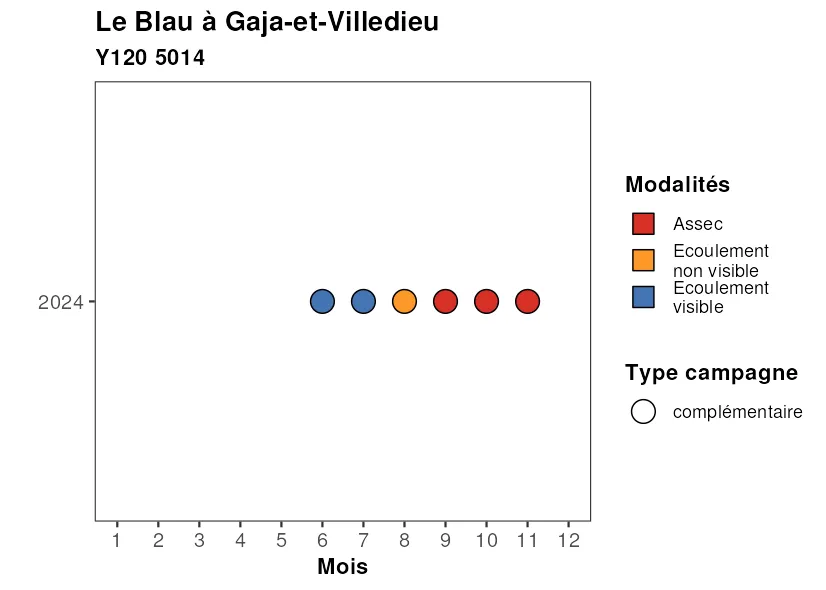 Le Blau à Gaja-et-Villedieu
Y120 5014
2024
1 2 3 4 5 6 7 8 9 10 11 12
Mois
Modalités
Assec
Ecoulement
non visible
Ecoulement
visible
Type campagne
complémentaire